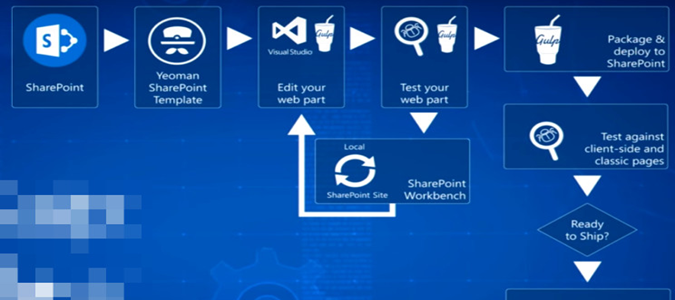 S
SharePoint
Yeoman
SharePoint
Template
Visual Studio
Gulp
Edit your
web part
Gulp
Test your
web part
Gulp
Package &
deploy to
SharePoint
Local
SharePoint Site
SharePoint
Workbench
Test against
client-side and
classic pages
Ready
to Ship?